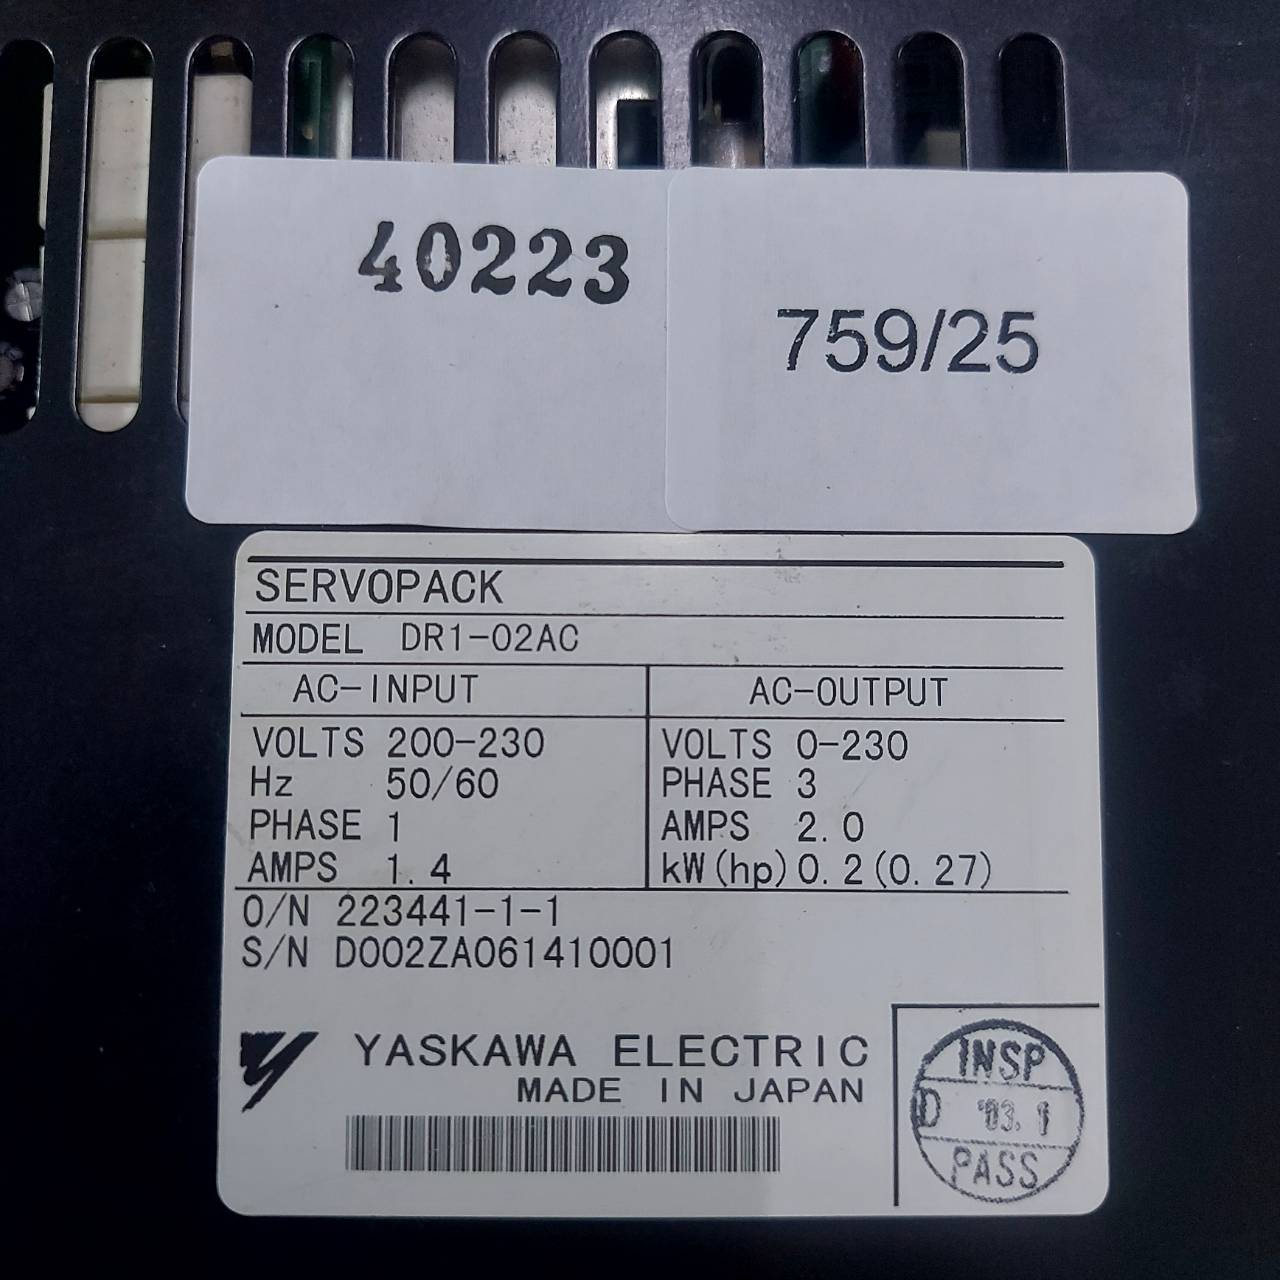 40223
759/25
SERVOPACK
MODEL DR1-02AC
AC-INPUT AC-OUTPUT
VOLTS 200-230 VOLTS 0-230
Hz 50/60 PHASE 3
PHASE 1 AMPS 2.0
AMPS 1.4 kW(hp) 0.2(0.27)
O/N 223441-1-1
S/N D002ZA061410001
YASKAWA ELECTRIC
MADE IN JAPAN
INSP
D '03.1
PASS